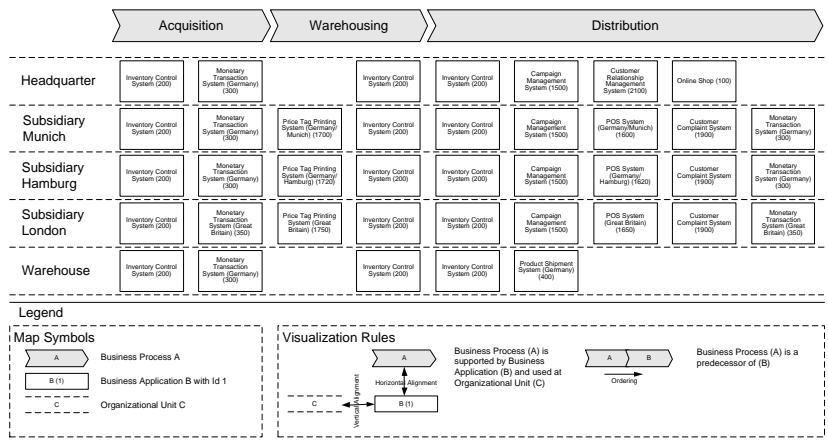 Acquisition
Warehousing
Distribution
Headquarter
Inventory Control
System (200)
Monetary
Transaction
System (Germany)
(300)
Inventory Control
System (200)
Inventory Control
System (200)
Campaign
Management
System (1500)
Customer
Relationship
Management
System (2100)
Online Shop (100)
Subsidiary
Munich
Inventory Control
System (200)
Monetary
Transaction
System (Germany)
(300)
Price Tag Printing
System (Germany/
Munich) (1700)
Inventory Control
System (200)
Inventory Control
System (200)
Campaign
Management
System (1500)
POS System
(Germany/Munich)
(1600)
Customer
Complaint System
(1900)
Monetary
Transaction
System (Germany)
(300)
Subsidiary
Hamburg
Inventory Control
System (200)
Monetary
Transaction
System (Germany)
(300)
Price Tag Printing
System (Germany/
Hamburg) (1720)
Inventory Control
System (200)
Inventory Control
System (200)
Campaign
Management
System (1500)
POS System
(Germany/
Hamburg) (1620)
Customer
Complaint System
(1900)
Monetary
Transaction
System (Germany)
(300)
Subsidiary
London
Inventory Control
System (200)
Monetary
Transaction
System (Great
Britain) (350)
Price Tag Printing
System (Great
Britain) (1750)
Inventory Control
System (200)
Inventory Control
System (200)
Campaign
Management
System (1500)
POS System
(Great Britain)
(1650)
Customer
Complaint System
(1900)
Monetary
Transaction
System (Great
Britain) (350)
Warehouse
Inventory Control
System (200)
Monetary
Transaction
System (Germany)
(300)
Inventory Control
System (200)
Inventory Control
System (200)
Product Shipment
System (Germany)
(400)
Legend
Map Symbols
A
Business Process A
B (1)
Business Application B with Id 1
C
Organizational Unit C
Visualization Rules
A
Horizontal Alignment
C
Vertical Alignment
B (1)
Business Process (A) is
supported by Business
Application (B) and used at
Organizational Unit (C)
A
B
Ordering
Business Process (A) is a
predecessor of (B)